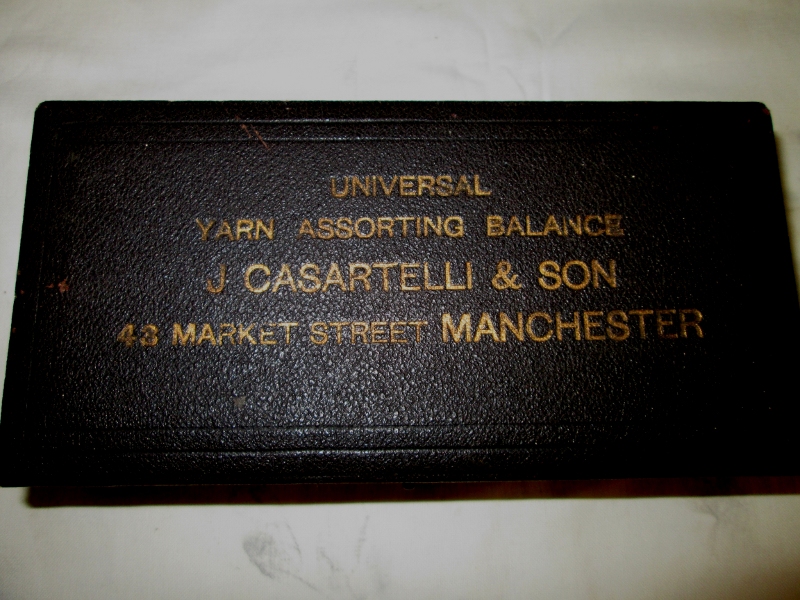 UNIVERSAL
YARN ASSORTING BALANCE
J CASARTELLI & SON
43 MARKET STREET MANCHESTER